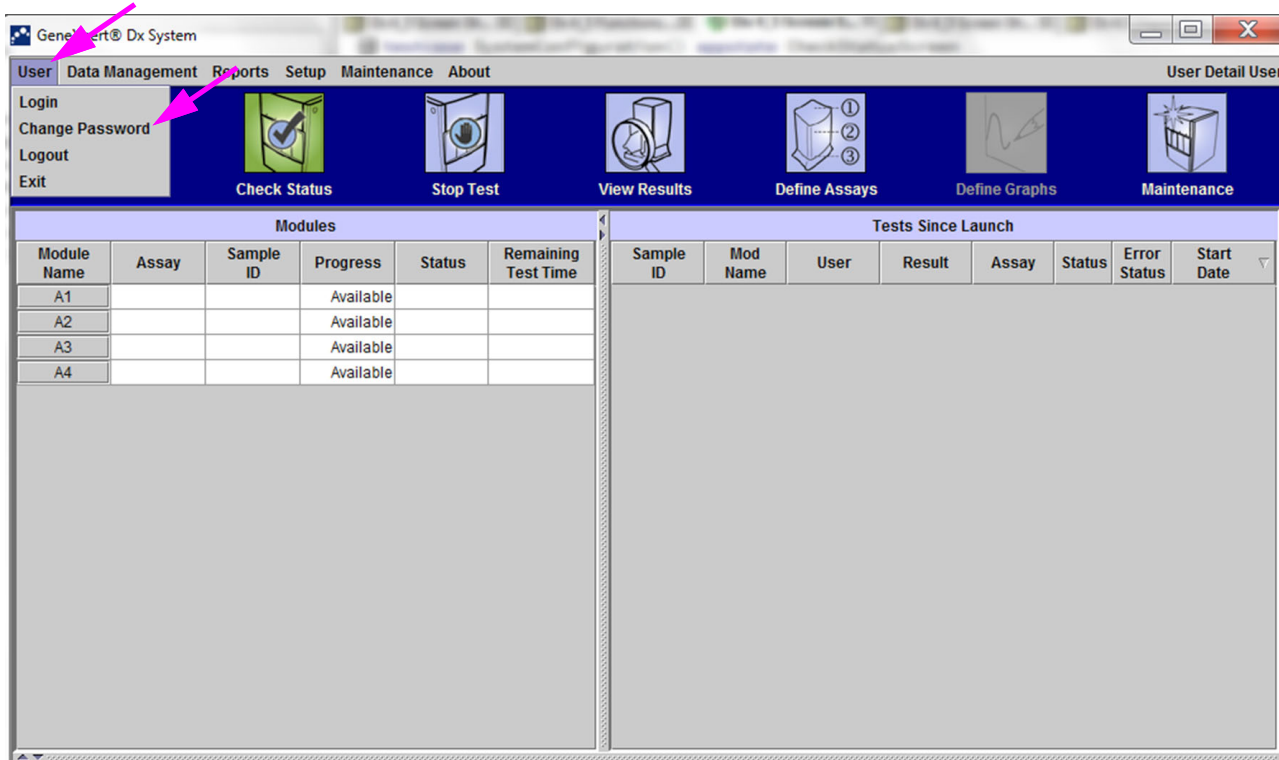 GeneXpert® Dx System
User Data Management Reports Setup Maintenance About User Detail User
Login
Change Password
Logout
Exit
Check Status Stop Test View Results Define Assays Define Graphs Maintenance
① ② ③
Modules Tests Since Launch
Module Name Assay Sample ID Progress Status Remaining Test Time Sample ID Mod Name User Result Assay Status Error Status Start Date
A1 Available
A2 Available
A3 Available
A4 Available